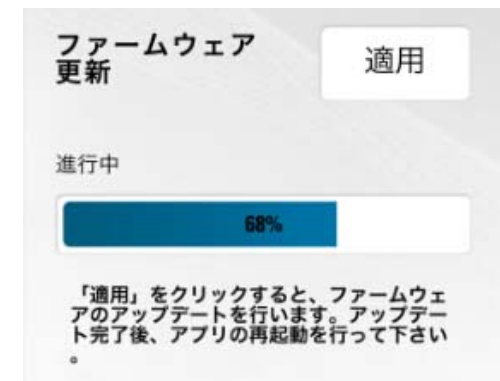 ファームウェア
更新
適用
進行中
68%
「適用」をクリックすると、ファームウェ
アのアップデートを行います。アップデー
ト完了後、アプリの再起動を行って下さい
。